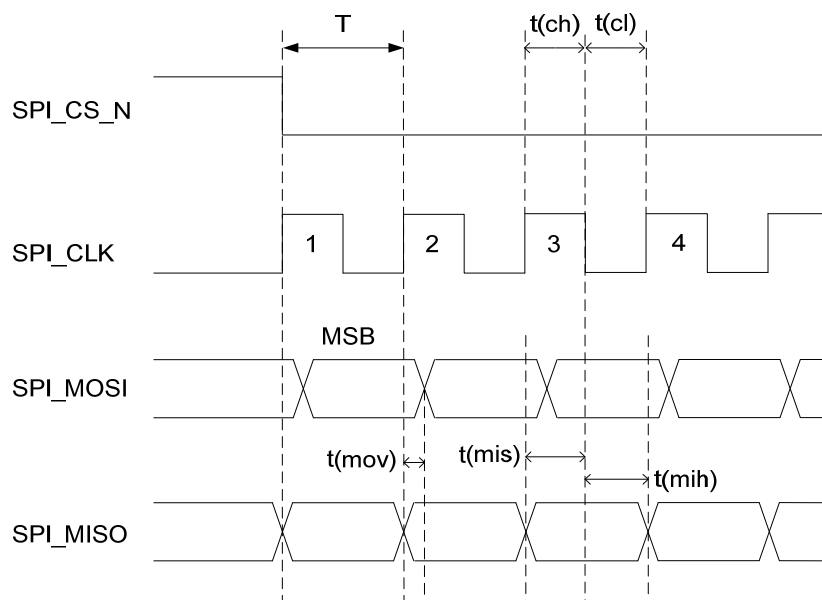 T t(ch) t(cl)
SPI_CS_N
SPI_CLK 1 2 3 4
MSB
SPI_MOSI
t(mov) t(mis) t(mih)
SPI_MISO